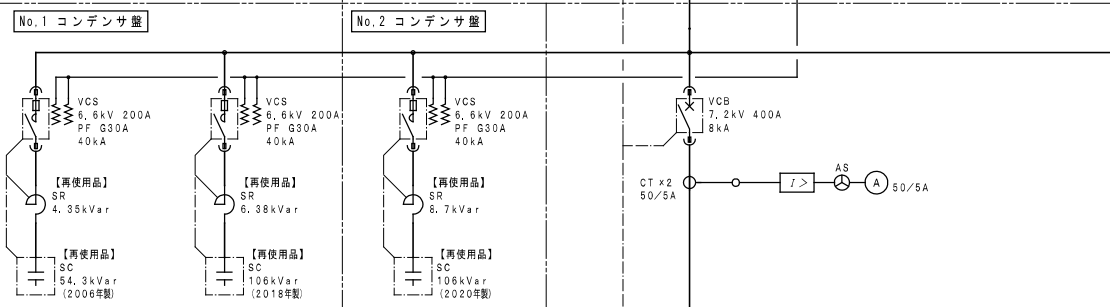 No.1 コンデンサ盤
No.2 コンデンサ盤
VCS
6.6kV 200A
PF G30A
40kA
VCS
6.6kV 200A
PF G30A
40kA
VCS
6.6kV 200A
PF G30A
40kA
VCB
7.2kV 400A
8kA
【再使用品】
SR
4.35kVar
【再使用品】
SR
6.38kVar
【再使用品】
SR
8.7kVar
CT ×2
50/5A
I>
AS
A
50/5A
【再使用品】
SC
54.3kVar
(2006年製)
【再使用品】
SC
106kVar
(2018年製)
【再使用品】
SC
106kVar
(2020年製)